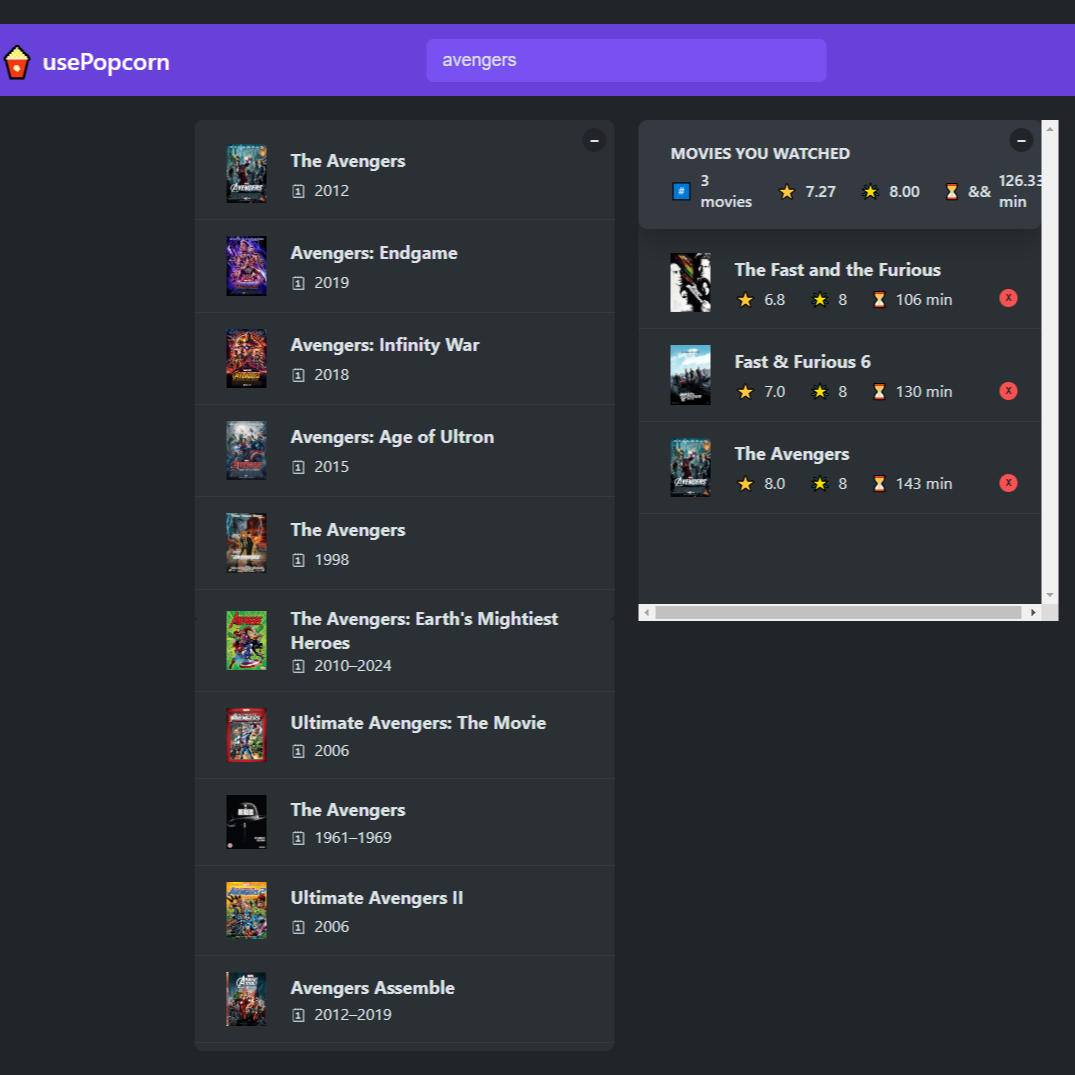 usePopcorn
avengers
The Avengers
2012
Avengers: Endgame
2019
Avengers: Infinity War
2018
Avengers: Age of Ultron
2015
The Avengers
1998
The Avengers: Earth's Mightiest
Heroes
2010–2024
Ultimate Avengers: The Movie
2006
The Avengers
1961–1969
Ultimate Avengers II
2006
Avengers Assemble
2012–2019
MOVIES YOU WATCHED
# 3 movies 7.27 8.00 && 126.33 min
The Fast and the Furious
6.8 8 106 min
Fast & Furious 6
7.0 8 130 min
The Avengers
8.0 8 143 min